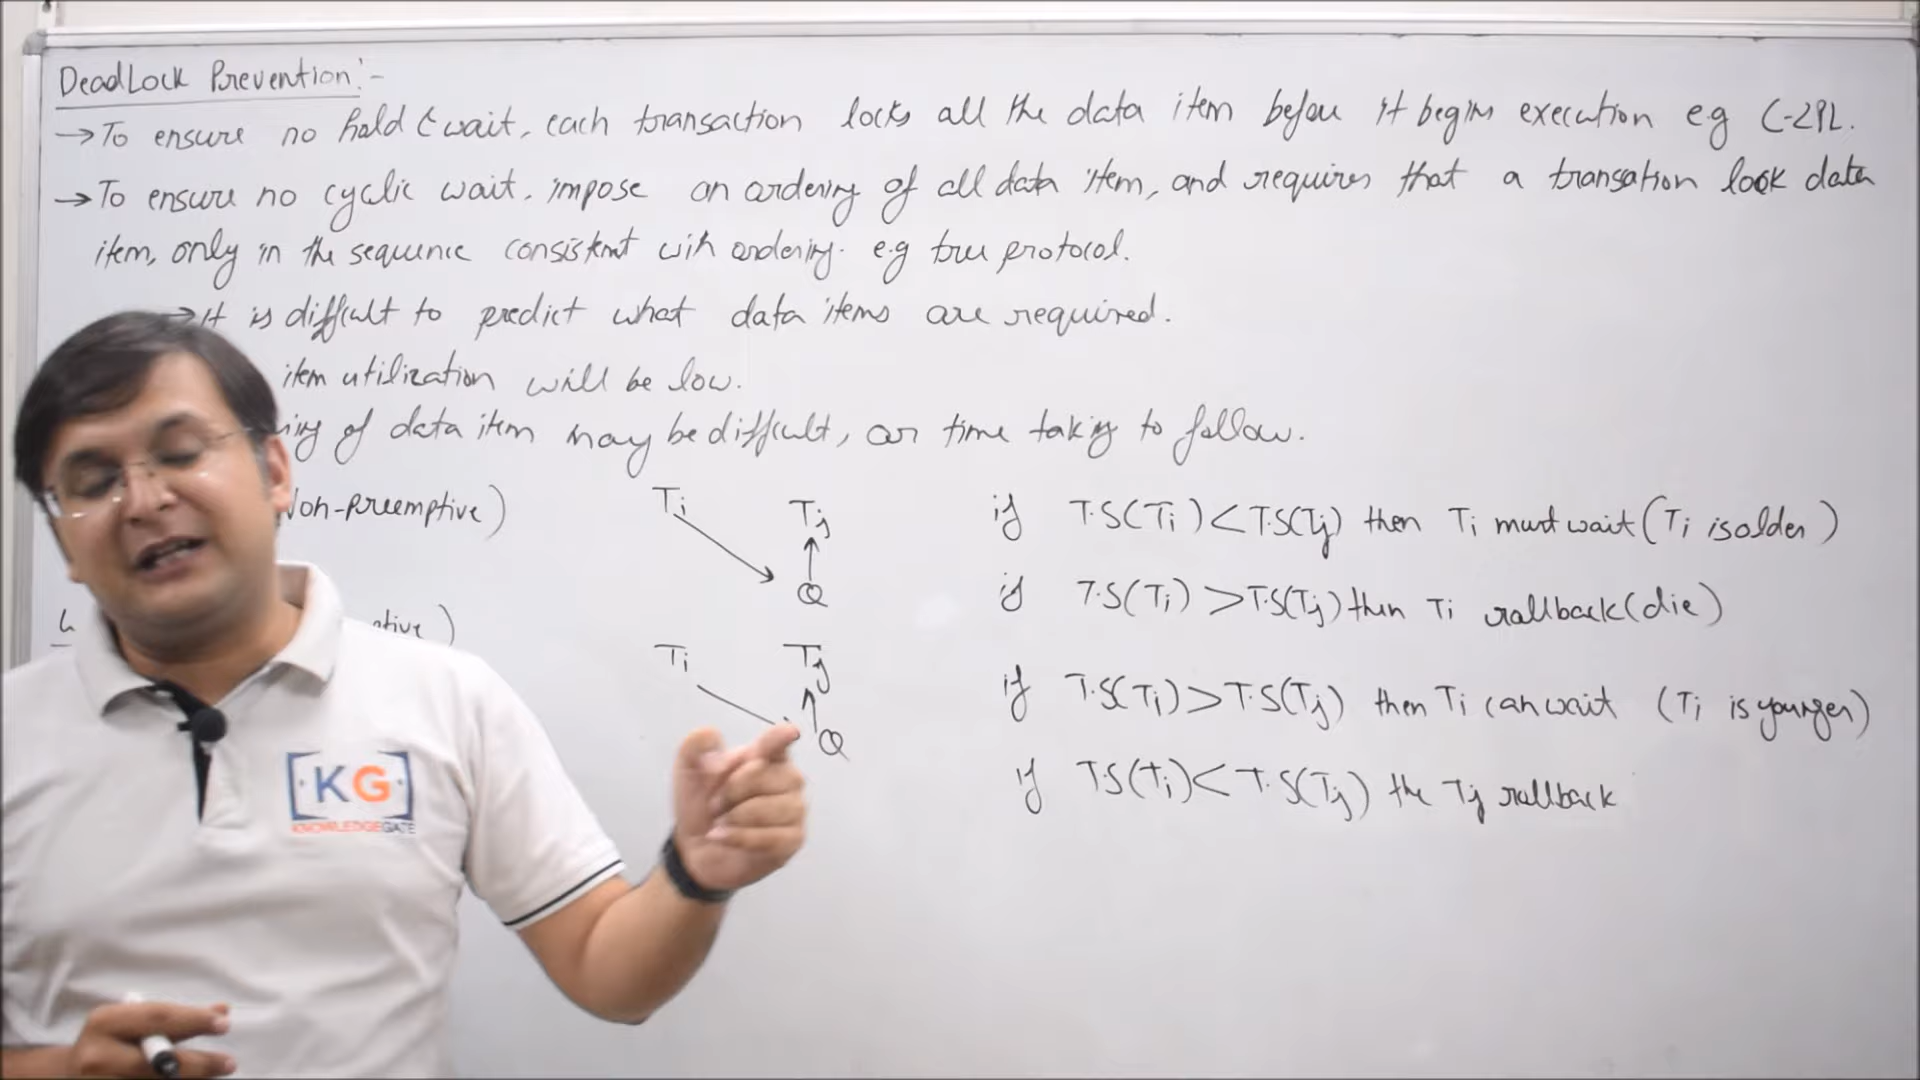 DeadLock Prevention:-
→ To ensure no hold & wait, each transaction locks all the data item before it begins execution e.g C-2PL.
→ To ensure no cyclic wait, impose an ordering of all data item, and requires that a transation lock data
item, only in the sequence consistent with ordering. e.g tree protocol.
→ It is difficult to predict what data items are required.
item utilization will be low.
of data item may be difficult, or time taking to follow.
Non-preemptive)
Ti
Tj
Q
if T.S(Ti) < T.S(Tj) then Ti must wait (Ti is older)
if T.S(Ti) > T.S(Tj) then Ti rollback (die)
Ti
Tj
Q
if T.S(Ti) > T.S(Tj) then Ti can wait (Ti is younger)
if T.S(Ti) < T.S(Tj) the Tj rollback
KG
KNOWLEDGEGATE